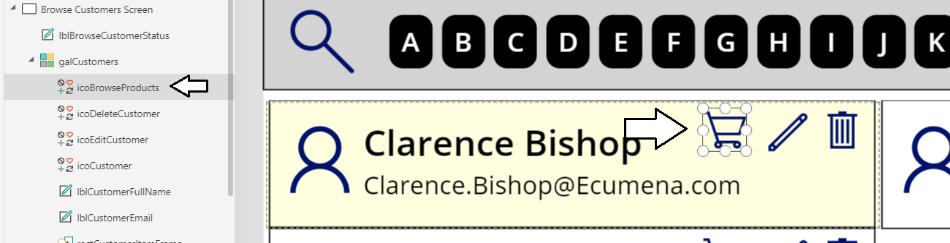 Browse Customers Screen
lblBrowseCustomerStatus
galCustomers
icoBrowseProducts
icoDeleteCustomer
icoEditCustomer
icoCustomer
lblCustomerFullName
lblCustomerEmail
A B C D E F G H I J K
Clarence Bishop
Clarence.Bishop@Ecumena.com